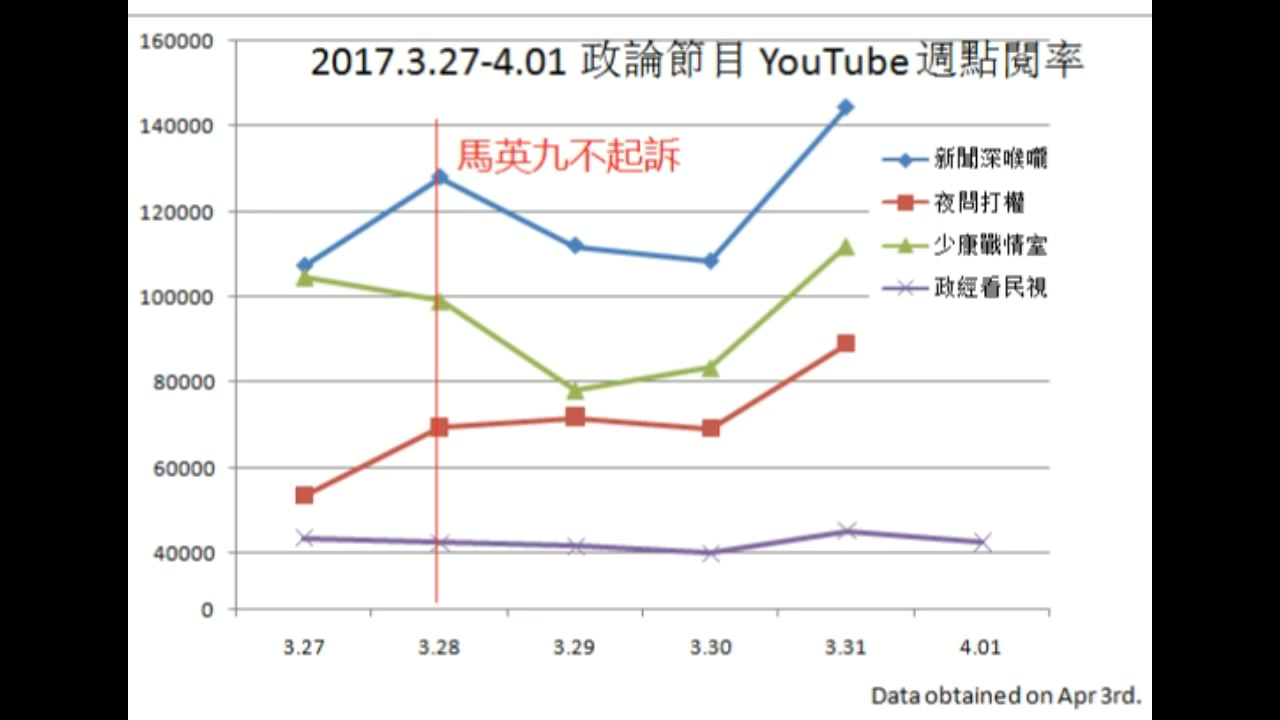 2017.3.27-4.01 政論節目 YouTube 週點閱率
160000
140000
120000
100000
80000
60000
40000
0
馬英九不起訴
新聞深喉嚨
夜問打權
少康戰情室
政經看民視
3.27
3.28
3.29
3.30
3.31
4.01
Data obtained on Apr 3rd.